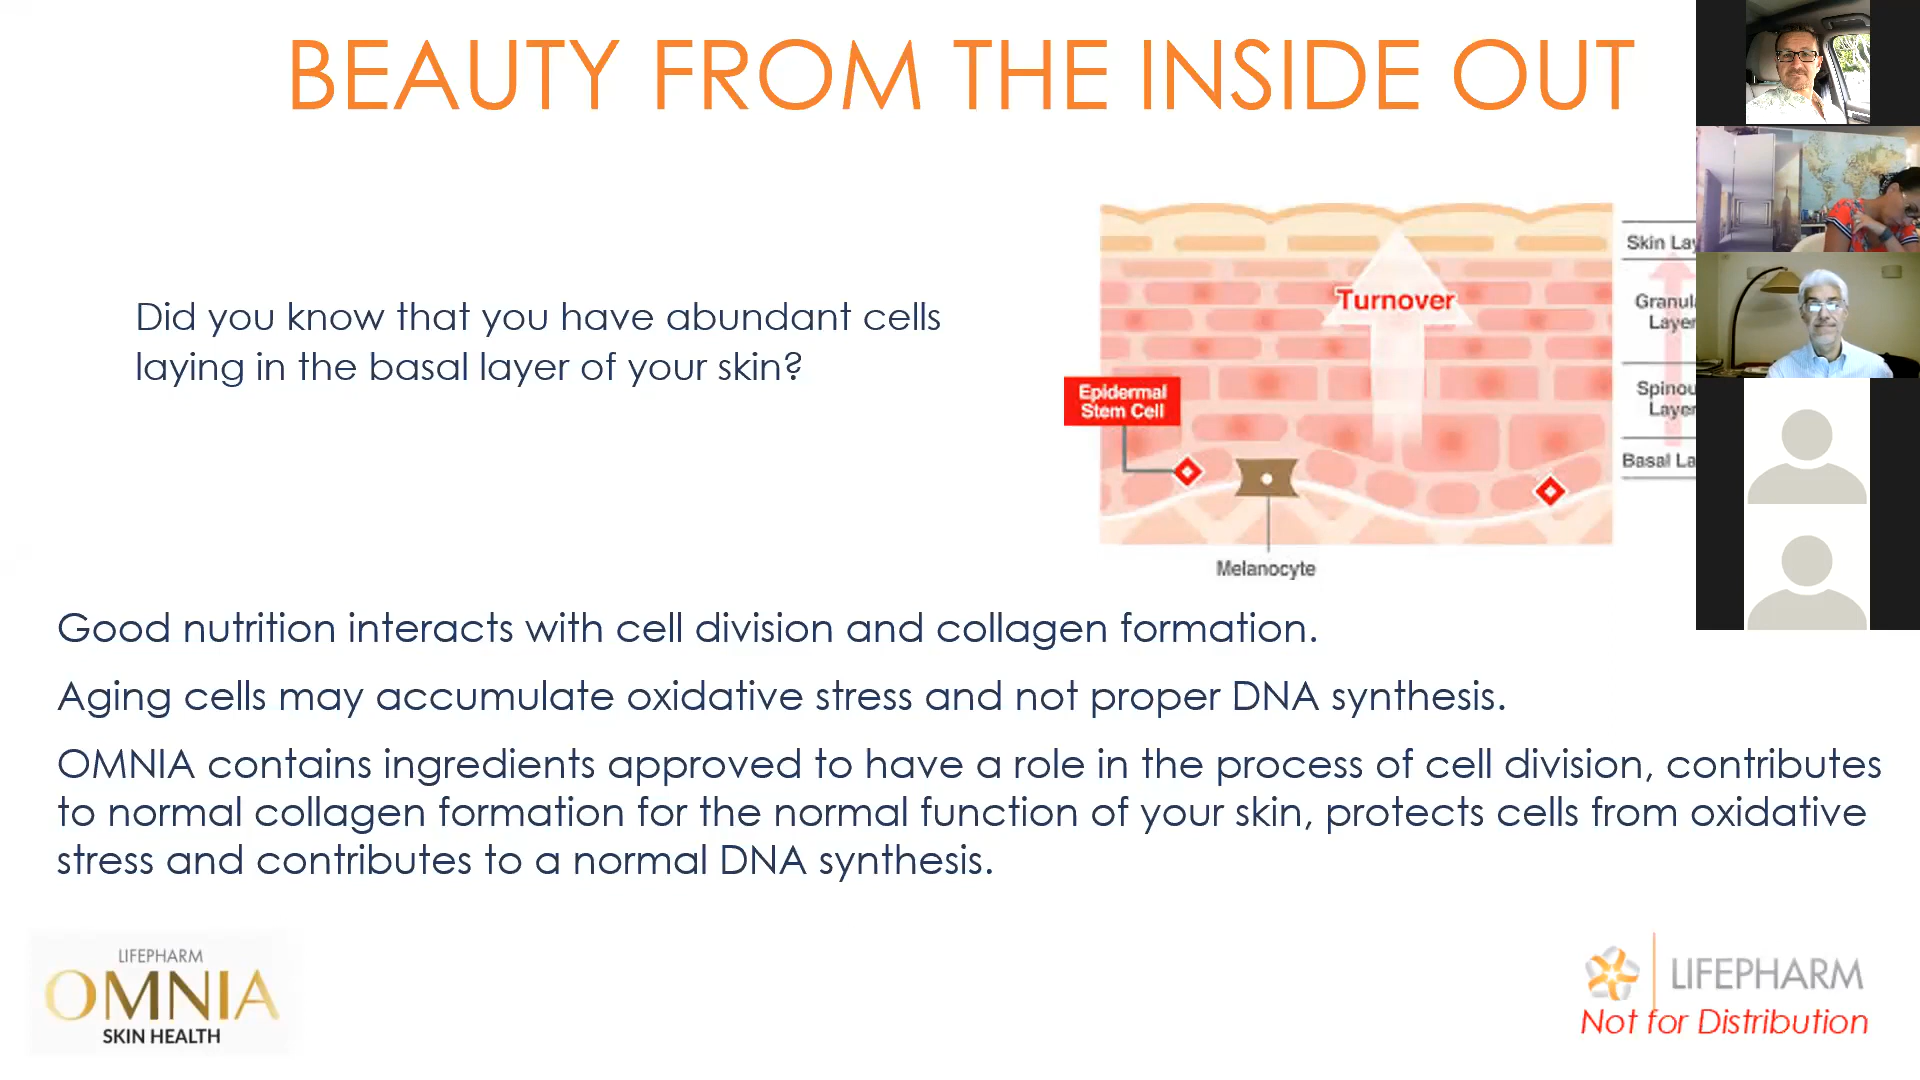 BEAUTY FROM THE INSIDE OUT
Did you know that you have abundant cells
laying in the basal layer of your skin?
Turnover
Epidermal
Stem Cell
Melanocyte
Skin Lay
Granul
Layer
Spinou
Layer
Basal La
Good nutrition interacts with cell division and collagen formation.
Aging cells may accumulate oxidative stress and not proper DNA synthesis.
OMNIA contains ingredients approved to have a role in the process of cell division, contributes
to normal collagen formation for the normal function of your skin, protects cells from oxidative
stress and contributes to a normal DNA synthesis.
LIFEPHARM
OMNIA
SKIN HEALTH
LIFEPHARM
Not for Distribution